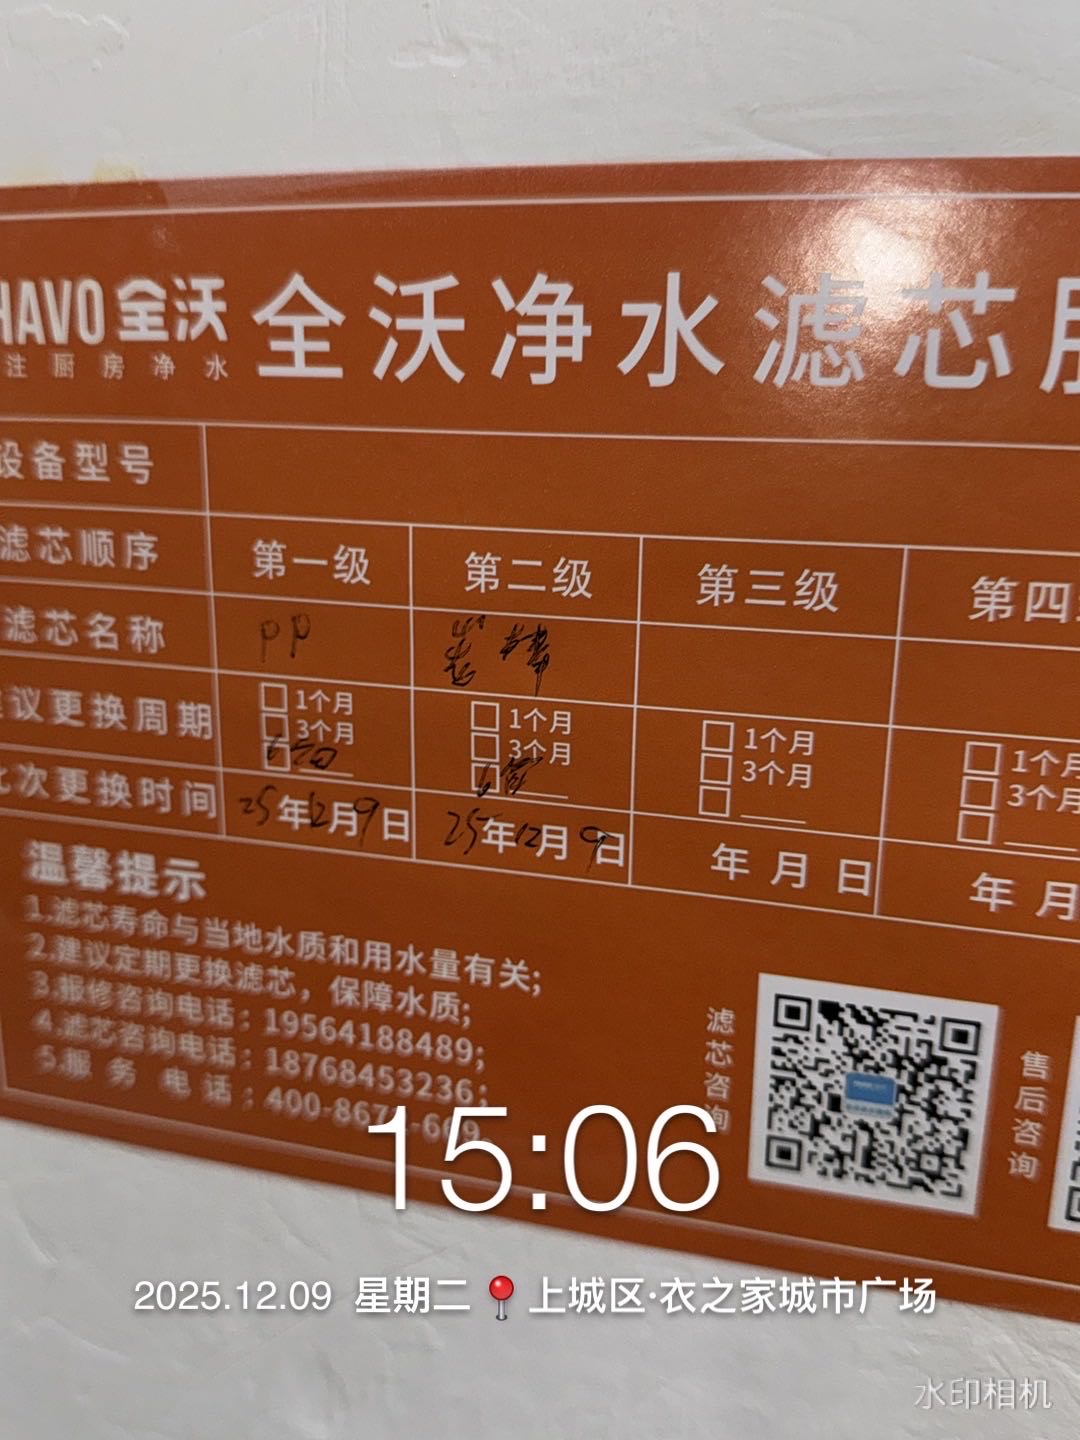 HAVO 全沃 全沃净水滤芯
注厨房净水
设备型号
滤芯顺序 第一级 第二级 第三级 第四
滤芯名称 PP
议更换周期 1个月 1个月 1个月 1个月
3个月 3个月 3个月 3个月
此次更换时间 25年12月9日 25年12月9日 年 月 日 年 月
温馨提示
1.滤芯寿命与当地水质和用水量有关;
2.建议定期更换滤芯，保障水质;
3.报修咨询电话：19564188489;
4.滤芯咨询电话：18768453236;
5.服务电话：400-867
滤芯咨询
售后咨询
15:06
2025.12.09 星期二 上城区·衣之家城市广场
水印相机